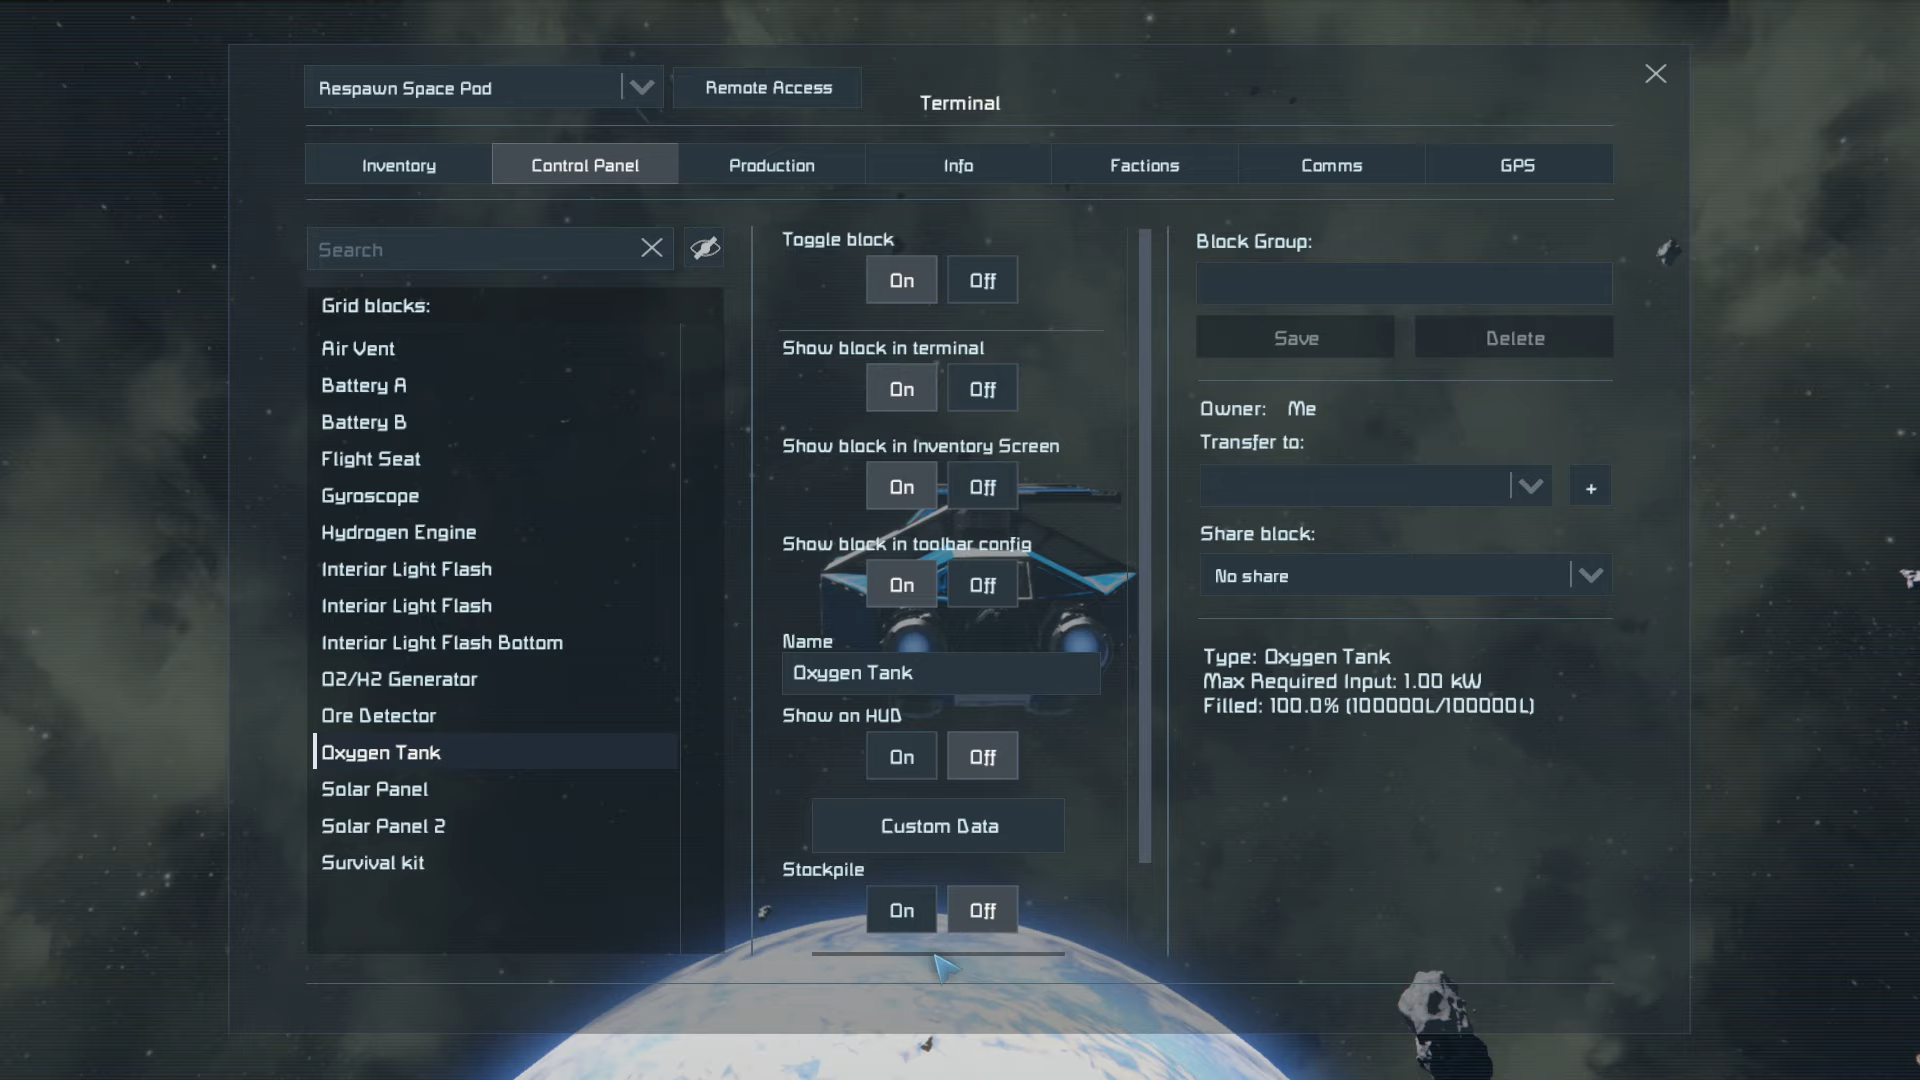 Respawn Space Pod
Remote Access
Terminal
Inventory
Control Panel
Production
Info
Factions
Comms
GPS
Search
Grid blocks:
Air Vent
Battery A
Battery B
Flight Seat
Gyroscope
Hydrogen Engine
Interior Light Flash
Interior Light Flash
Interior Light Flash Bottom
O2/H2 Generator
Ore Detector
Oxygen Tank
Solar Panel
Solar Panel 2
Survival kit
Toggle block
On Off
Show block in terminal
On Off
Show block in Inventory Screen
On Off
Show block in toolbar config
On Off
Name
Oxygen Tank
Show on HUD
On Off
Custom Data
Stockpile
On Off
Block Group:
Save
Delete
Owner: Me
Transfer to:
+
Share block:
No share
Type: Oxygen Tank
Max Required Input: 1.00 kW
Filled: 100.0% (100000L/100000L)